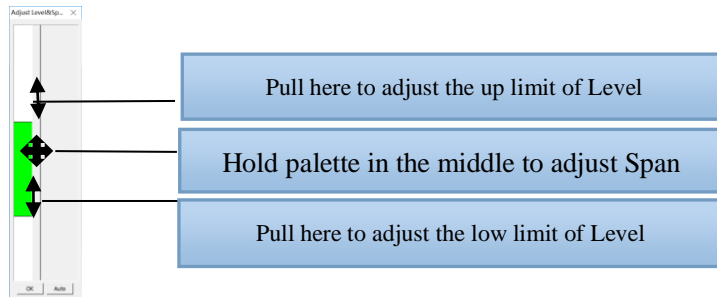 Adjust Level&Sp...
Pull here to adjust the up limit of Level
Hold palette in the middle to adjust Span
Pull here to adjust the low limit of Level
OK Auto